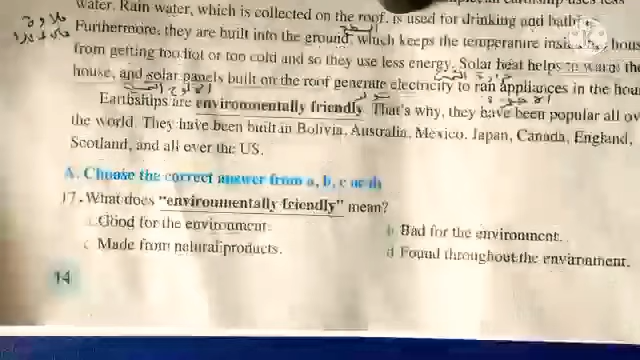 water. Rain water, which is collected on the roof, is used for drinking and bath
Furthermore, they are built into the ground, which keeps the temperature inside hous
from getting too hot or too cold and so they use less energy. Solar heat helps to warm the
house, and solar panels built on the roof generate electricity to run appliances in the hou
Earthships are environmentally friendly. That's why, they have been popular all ov
the world. They have been built in Bolivia, Australia, Mexico, Japan, Canada, England,
Scotland, and all over the US.
A. Choose the correct answer from a, b, c or d:
17. What does "environmentally friendly" mean?
Good for the environment.
b Bad for the environment.
c Made from natural products.
d Found throughout the environment.
14